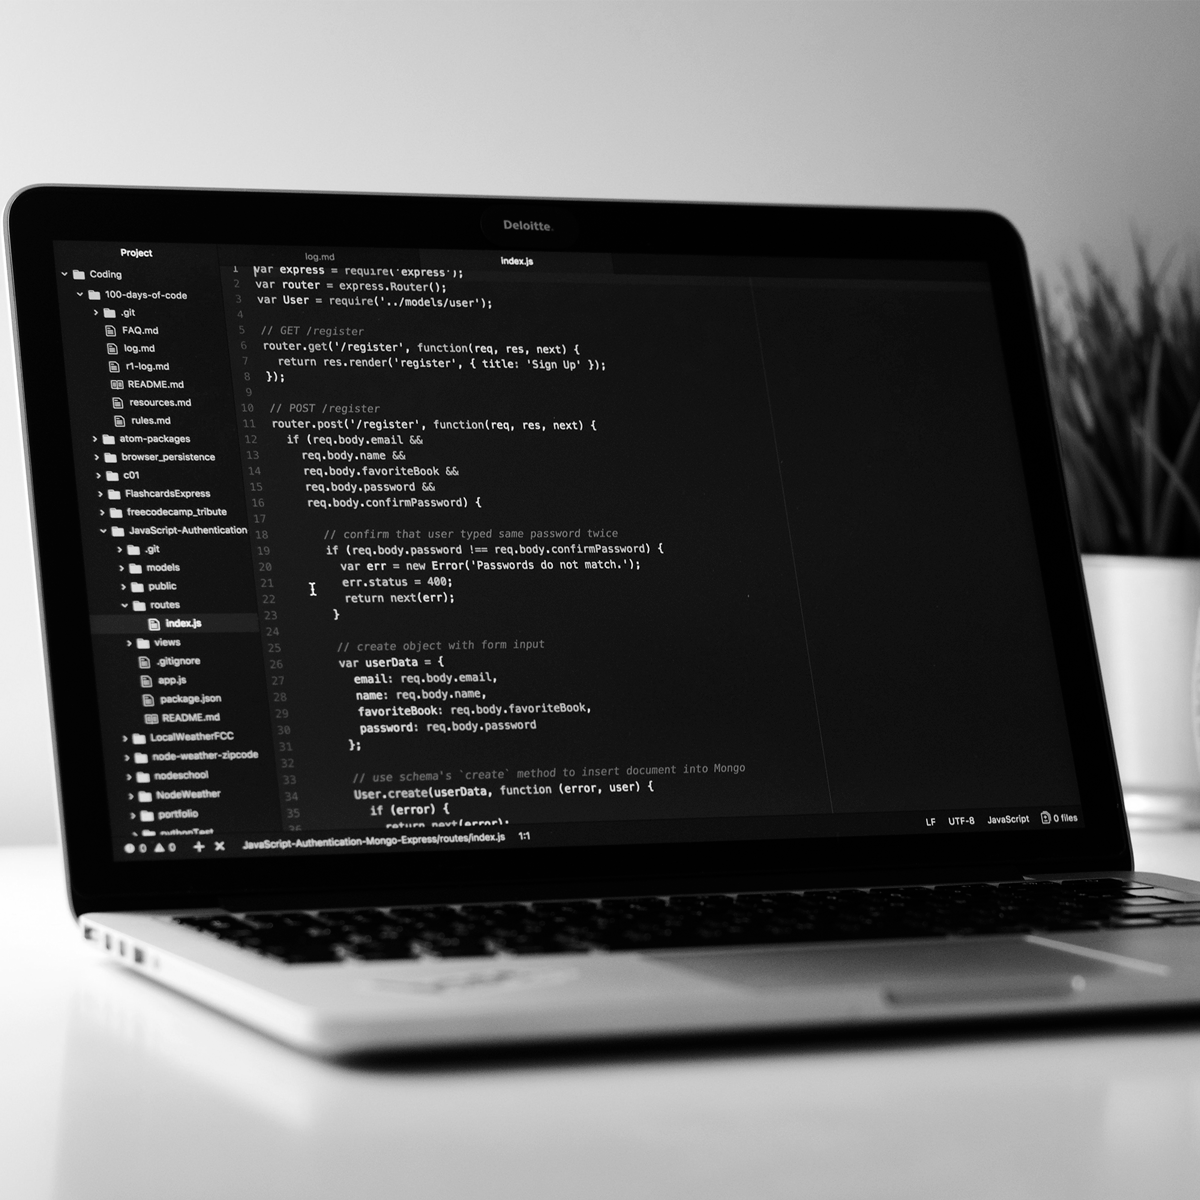 Deloitte.
Project
log.md
index.js
Coding
100-days-of-code
.git
FAQ.md
log.md
r1-log.md
README.md
resources.md
rules.md
atom-packages
browser_persistence
c01
FlashcardsExpress
freecodecamp_tribute
JavaScript-Authentication
.git
models
public
routes
index.js
views
.gitignore
app.js
package.json
README.md
LocalWeatherFCC
node-weather-zipcode
nodeschool
NodeWeather
portfolio
pythonTest
1 var express = require('express');
2 var router = express.Router();
3 var User = require('../models/user');
4
5 // GET /register
6 router.get('/register', function(req, res, next) {
7 return res.render('register', { title: 'Sign Up' });
8 });
9
10 // POST /register
11 router.post('/register', function(req, res, next) {
12 if (req.body.email &&
13 req.body.name &&
14 req.body.favoriteBook &&
15 req.body.password &&
16 req.body.confirmPassword) {
17
18 // confirm that user typed same password twice
19 if (req.body.password !== req.body.confirmPassword) {
20 var err = new Error('Passwords do not match.');
21 err.status = 400;
22 return next(err);
23 }
24
25 // create object with form input
26 var userData = {
27 email: req.body.email,
28 name: req.body.name,
29 favoriteBook: req.body.favoriteBook,
30 password: req.body.password
31 };
32
33 // use schema's `create` method to insert document into Mongo
34 User.create(userData, function (error, user) {
35 if (error) {
36 return next(error);
0 0 + × JavaScript-Authentication-Mongo-Express/routes/index.js 1:1 LF UTF-8 JavaScript 0 files